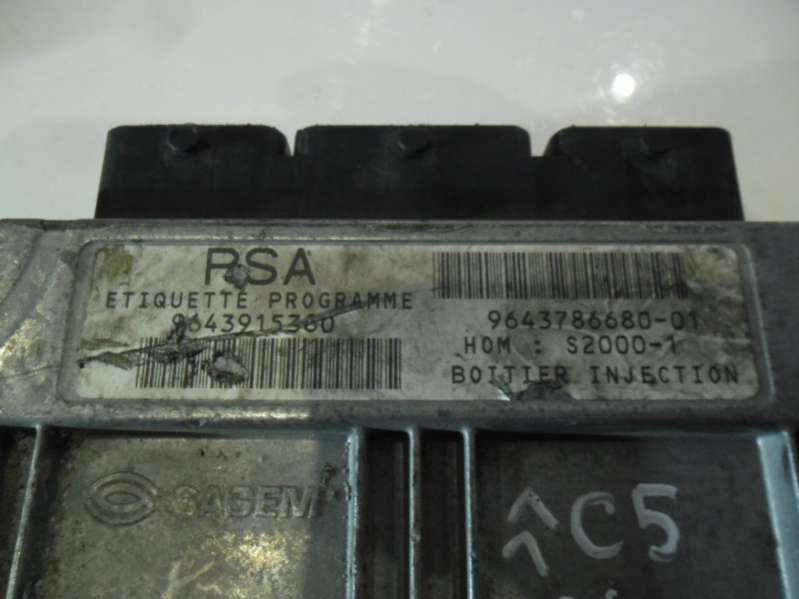 PSA
ETIQUETTE PROGRAMME
9643915380
9643786680-01
HOM : S2000-1
BOITIER INJECTION
SAGEM
C5